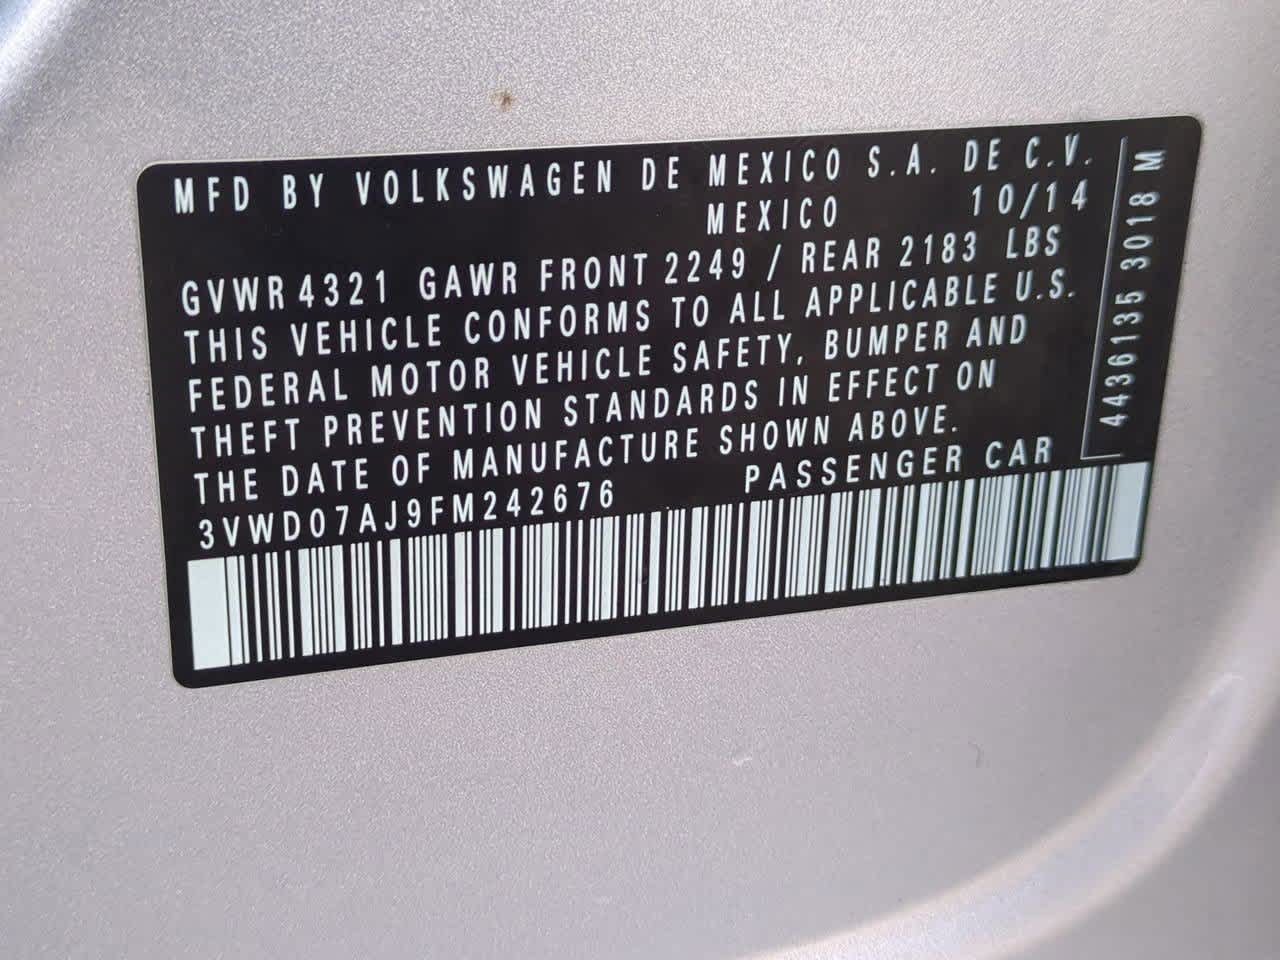 MFD BY VOLKSWAGEN DE MEXICO S.A. DE C.V.
MEXICO 10/14
GVWR 4321 GAWR FRONT 2249 / REAR 2183 LBS
THIS VEHICLE CONFORMS TO ALL APPLICABLE U.S.
FEDERAL MOTOR VEHICLE SAFETY, BUMPER AND
THEFT PREVENTION STANDARDS IN EFFECT ON
THE DATE OF MANUFACTURE SHOWN ABOVE.
3VWD07AJ9FM242676 PASSENGER CAR
4436135 3018 M